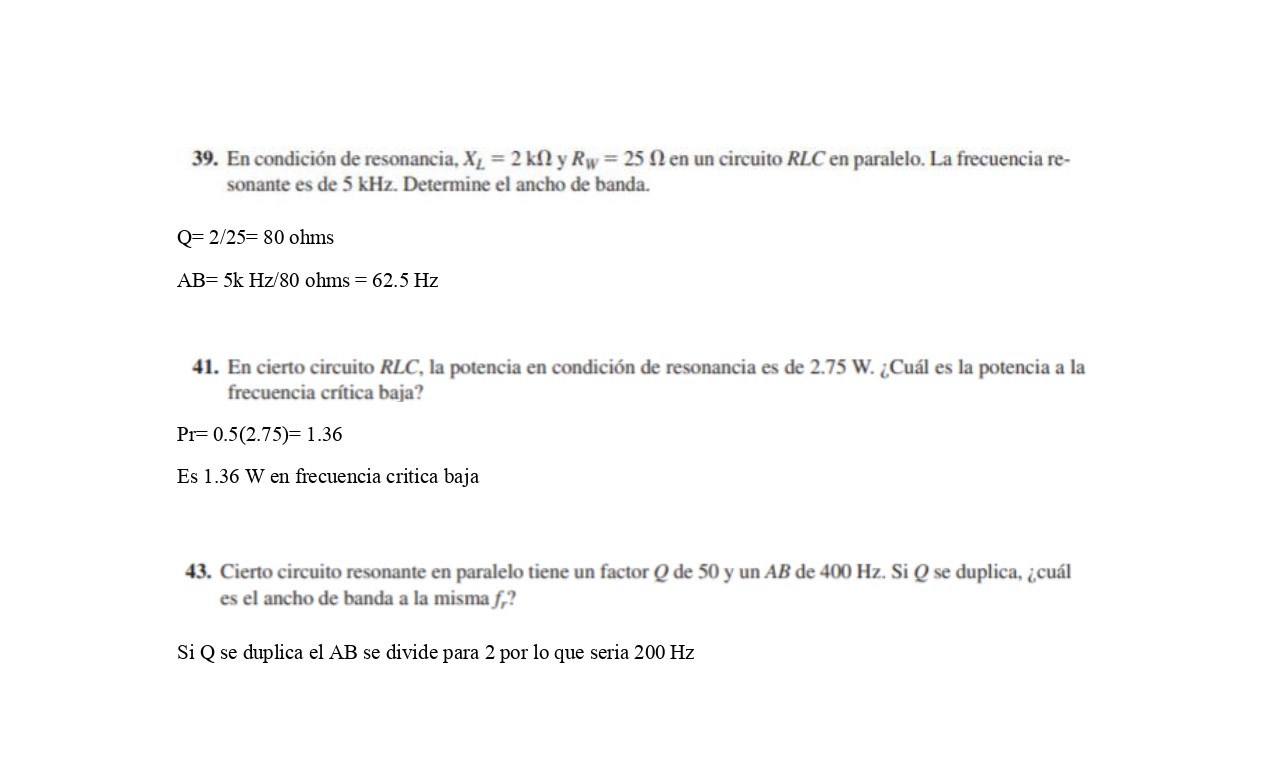 39. En condición de resonancia, X_L = 2 kΩ y R_W = 25 Ω en un circuito RLC en paralelo. La frecuencia re-
sonante es de 5 kHz. Determine el ancho de banda.
Q= 2/25= 80 ohms
AB= 5k Hz/80 ohms = 62.5 Hz
41. En cierto circuito RLC, la potencia en condición de resonancia es de 2.75 W. ¿Cuál es la potencia a la
frecuencia crítica baja?
Pr= 0.5(2.75)= 1.36
Es 1.36 W en frecuencia critica baja
43. Cierto circuito resonante en paralelo tiene un factor Q de 50 y un AB de 400 Hz. Si Q se duplica, ¿cuál
es el ancho de banda a la misma f_r?
Si Q se duplica el AB se divide para 2 por lo que seria 200 Hz